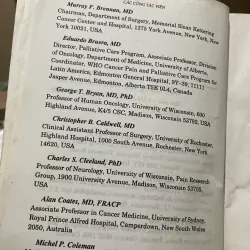 CÁC CỘNG TÁC VIÊN
Murray F. Brennan, MD
Chairman, Department of Surgery, Memorial Sloan Kettering
Cancer Center Hospital, 1275 York Avenue, New York, New
York 10021, USA
Eduardo Bruera, MD
Director, Palliative Care Program, Associate Professor, Division
of Oncology, Department of Medicine, University of Alberta,
Coordinator, WHO Cancer Pain and Palliative Care Program for
Latin America, Edmonton General Hospital, 11111
Jasper Avenue, Edmonton, Alberta T5K 0L4, Canada
George T. Bryan, MD, PhD
Professor of Human Oncology, University of Wisconsin, 600
Highland Avenue, K4/5 CSC, Madison, Wisconsin 53792, USA
Christopher B. Caldwell, MD
Clinical Assistant Professor of Surgery, University of Rochester,
Highland Hospital, 1000 South Avenue, Rochester, New York
14620, USA
Charles S. Cleeland, PhD
Professor of Neurology, University of Wisconsin, Pain Research
Group, 1900 University Avenue, Madison, Wisconsin 53705,
USA
Alan Coates, MD, FRACP
Associate Professor in Cancer Medicine, University of Sydney,
Royal Prince Alfred Hospital, Camperdown, New South Wales
2050, Autralia
Michel P. Coleman